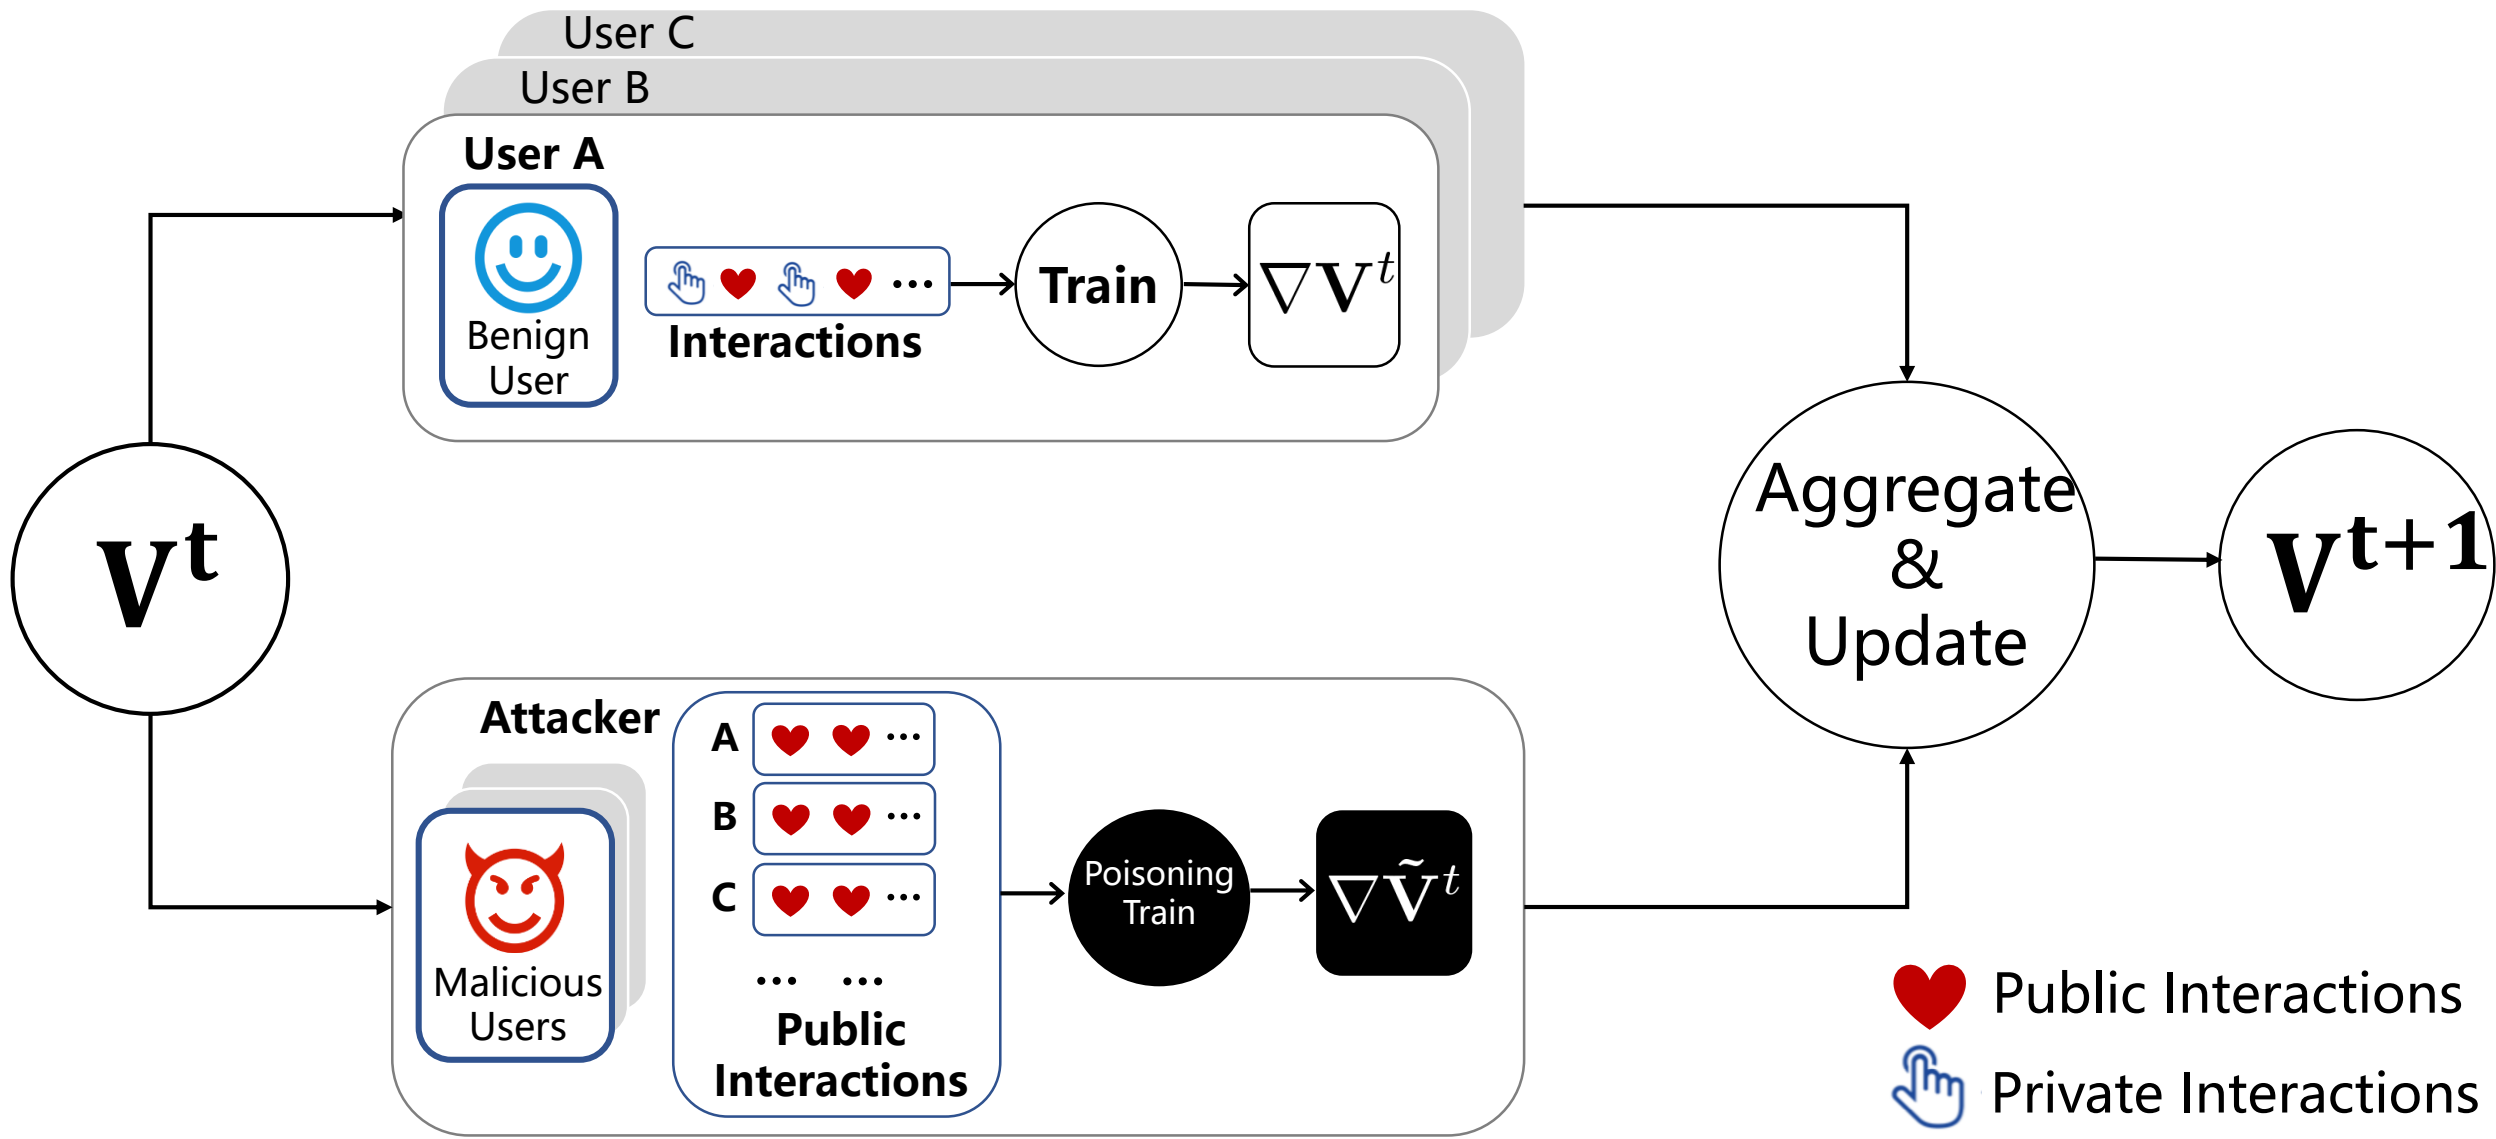 User C
User B
User A
Benign
User
Interactions
Train
∇V^t
V^t
Aggregate
&
Update
V^t+1
Attacker
Malicious
Users
A
B
C
Public
Interactions
Poisoning
Train
∇Ṽ^t
Public Interactions
Private Interactions